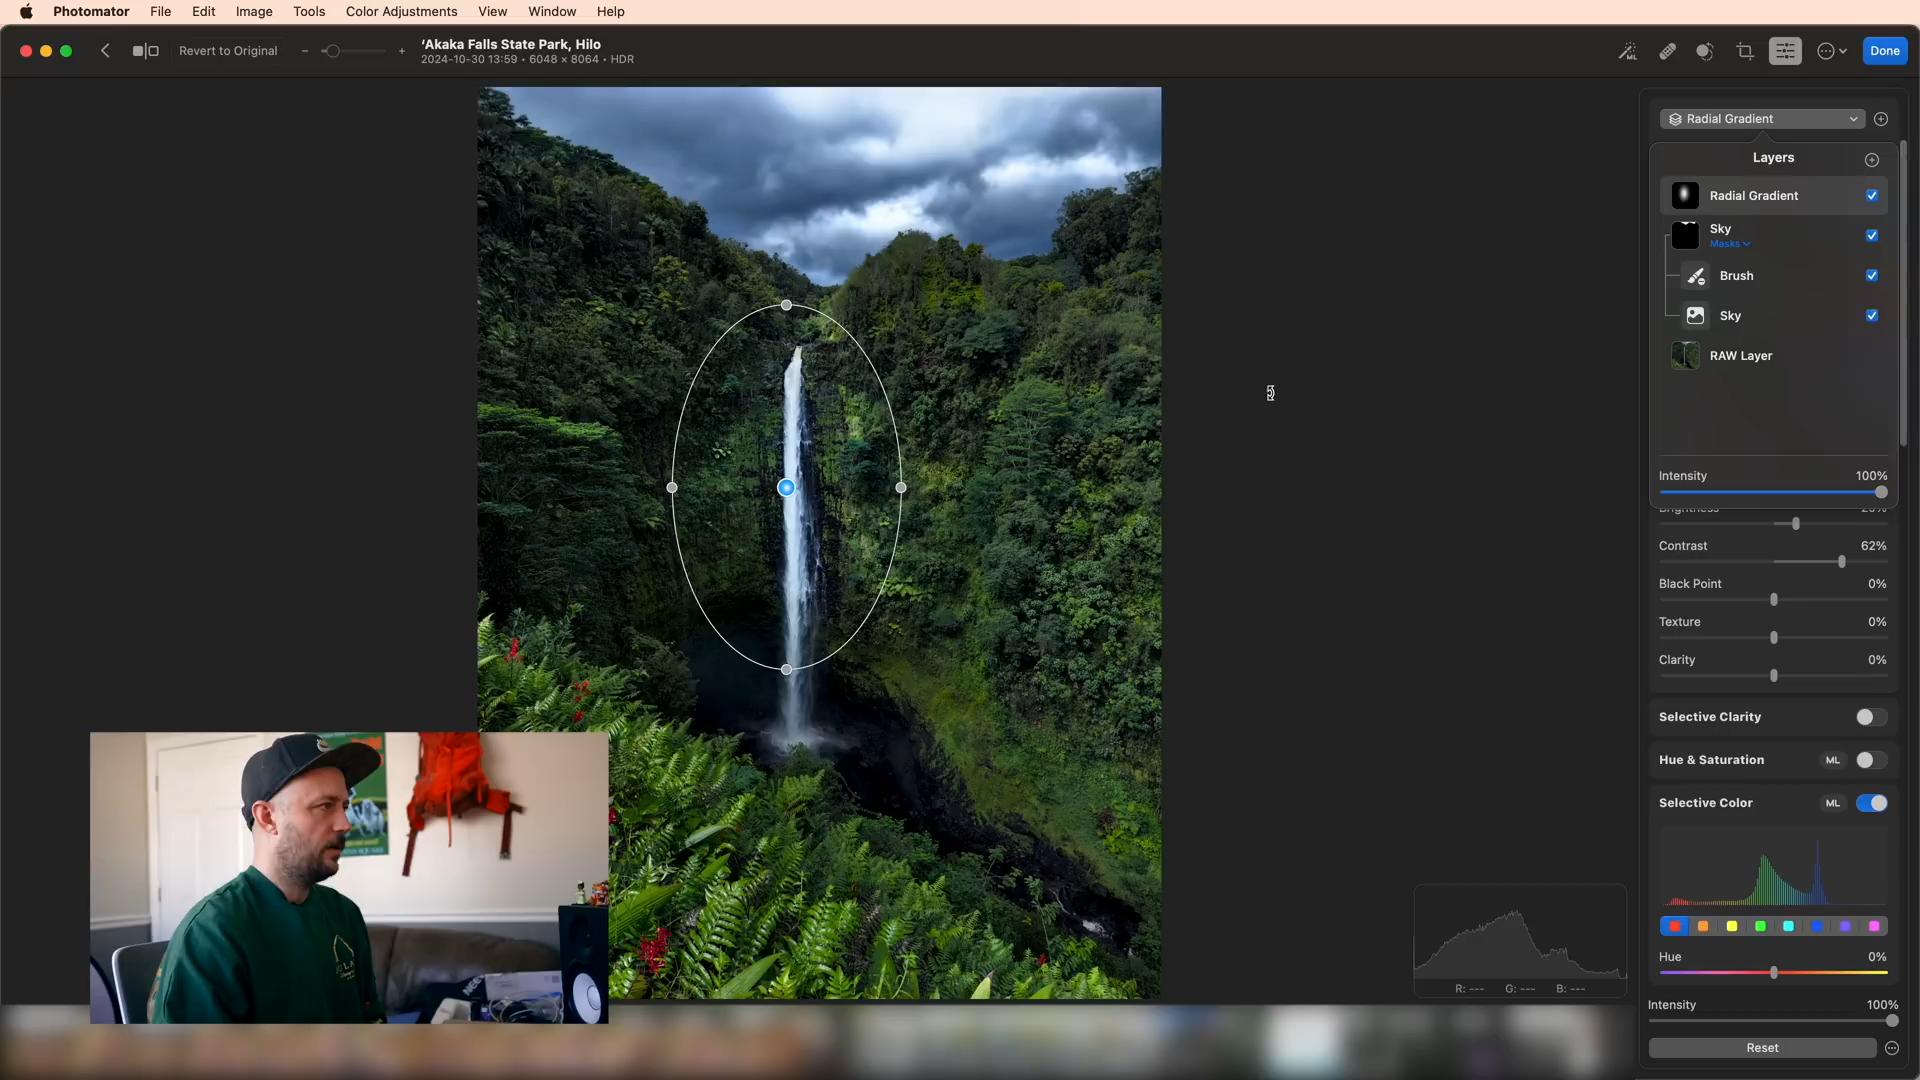 Photomator File Edit Image Tools Color Adjustments View Window Help
Revert to Original
‘Akaka Falls State Park, Hilo
2024-10-30 13:59 • 6048 × 8064 • HDR
ML
Done
Radial Gradient
Layers
Radial Gradient
Sky
Masks
Brush
Sky
RAW Layer
Intensity 100%
Brightness
Contrast 62%
Black Point 0%
Texture 0%
Clarity 0%
Selective Clarity
Hue & Saturation ML
Selective Color ML
Hue 0%
R: --- G: --- B: ---
Intensity 100%
Reset